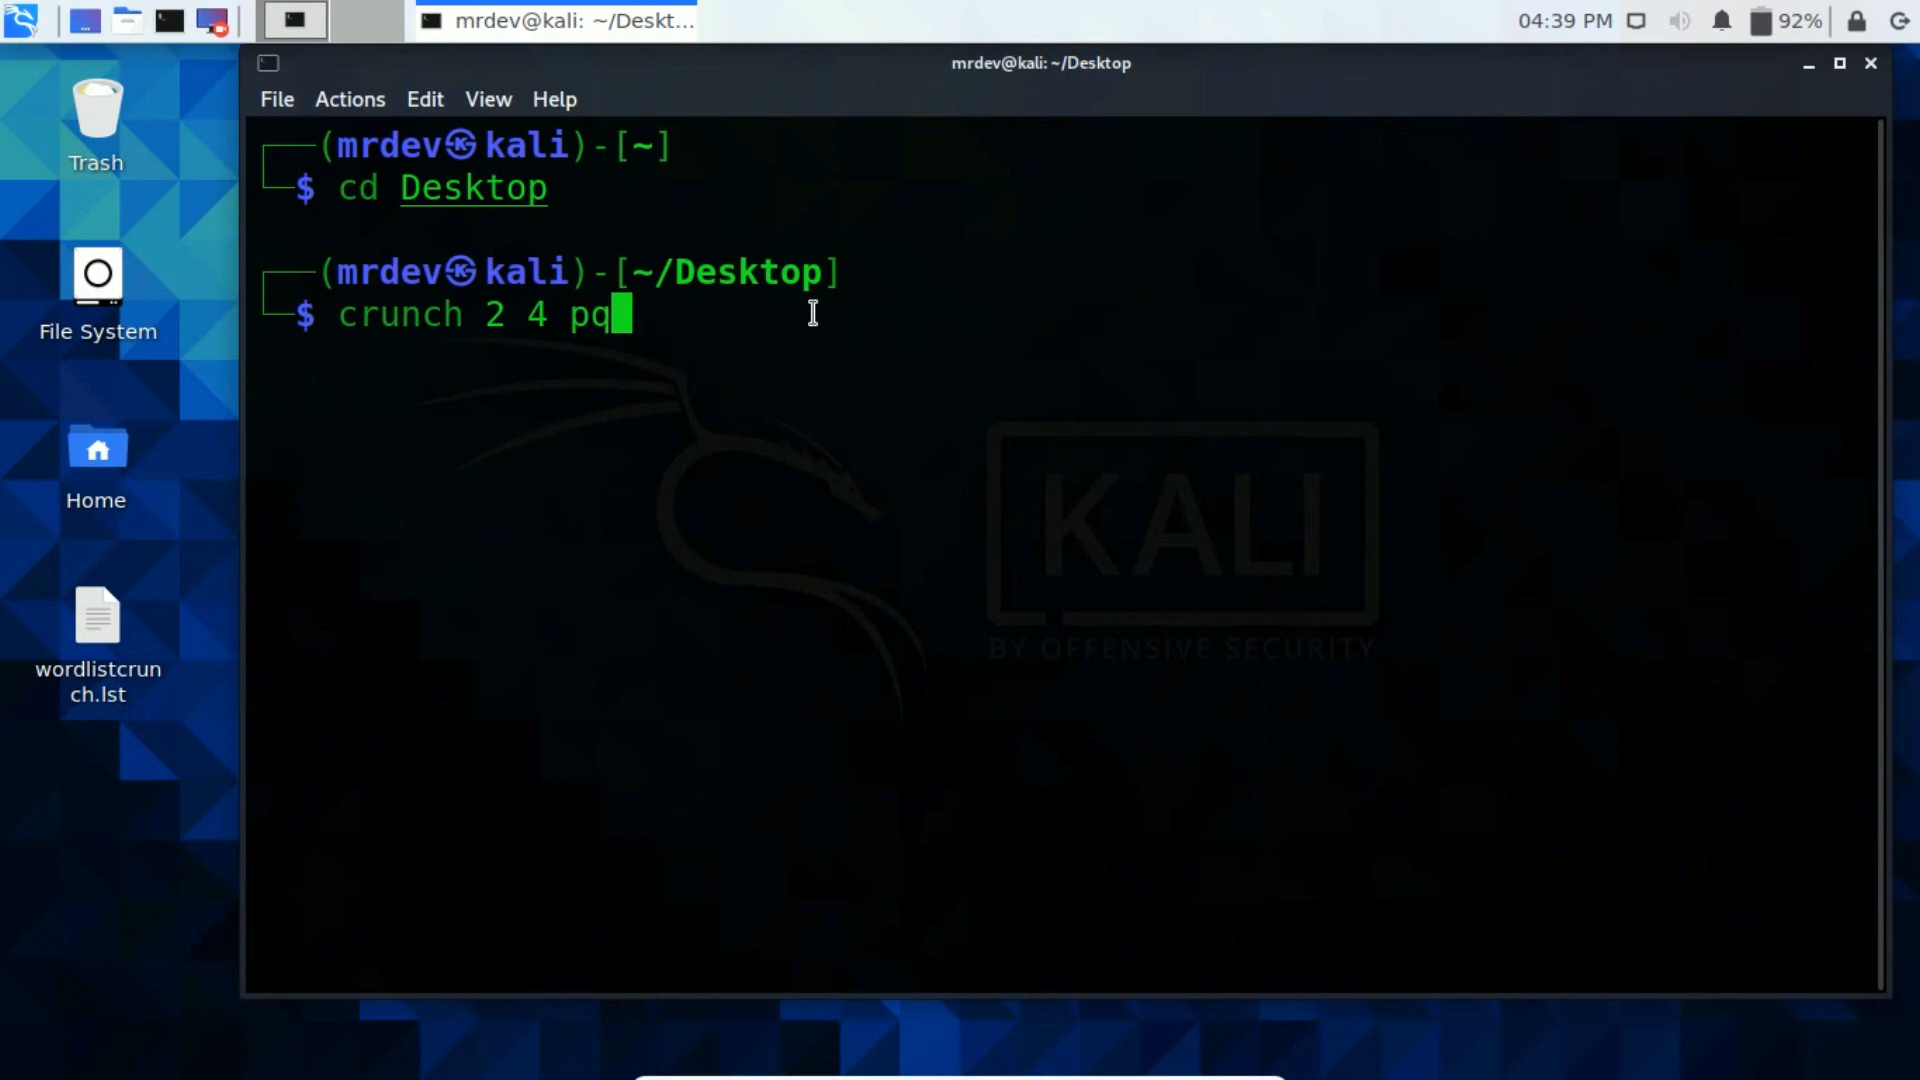 mrdev@kali: ~/Deskt...
04:39 PM
92%
mrdev@kali: ~/Desktop
File Actions Edit View Help
(mrdev㉿kali)-[~]
$ cd Desktop
(mrdev㉿kali)-[~/Desktop]
$ crunch 2 4 pq
Trash
File System
Home
wordlistcrun
ch.lst
KALI
BY OFFENSIVE SECURITY